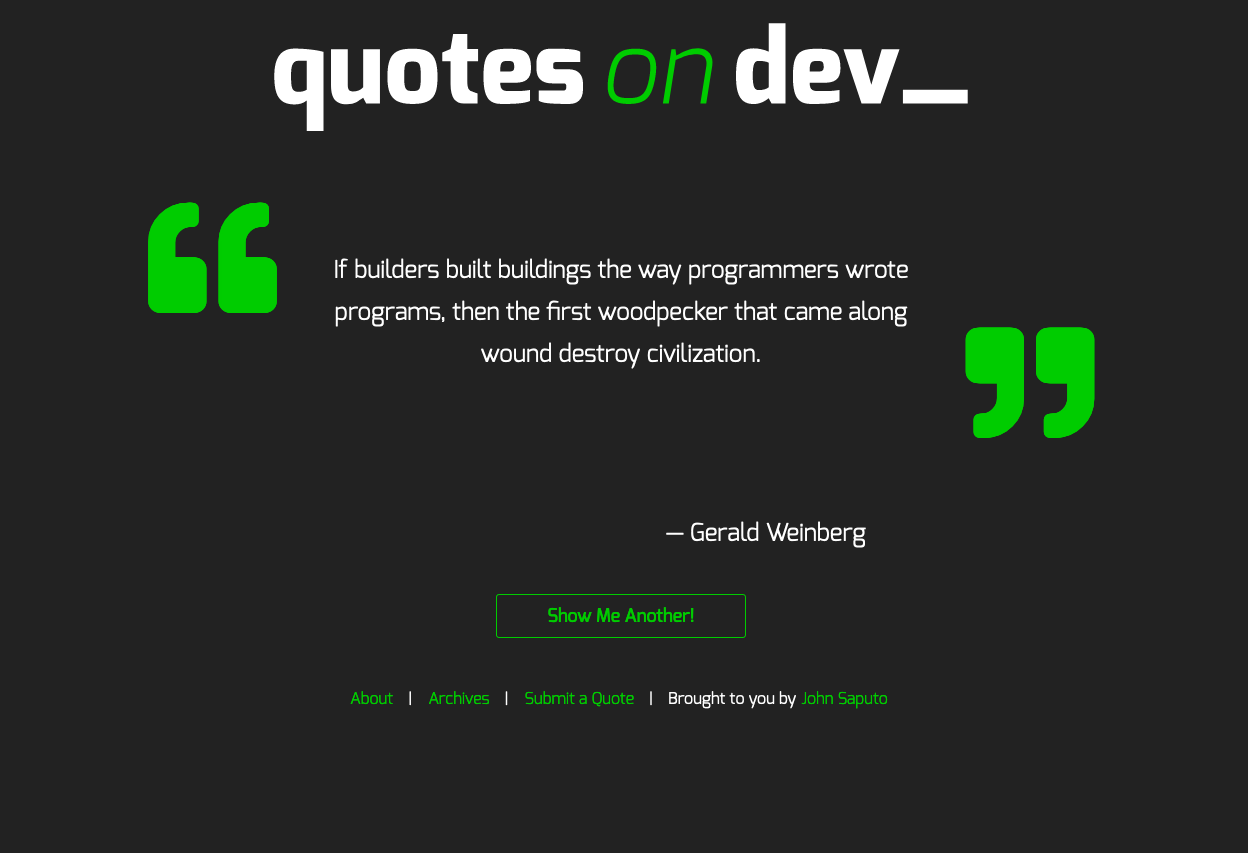 quotes on dev_
If builders built buildings the way programmers wrote
programs, then the first woodpecker that came along
wound destroy civilization.
— Gerald Weinberg
Show Me Another!
About | Archives | Submit a Quote | Brought to you by John Saputo